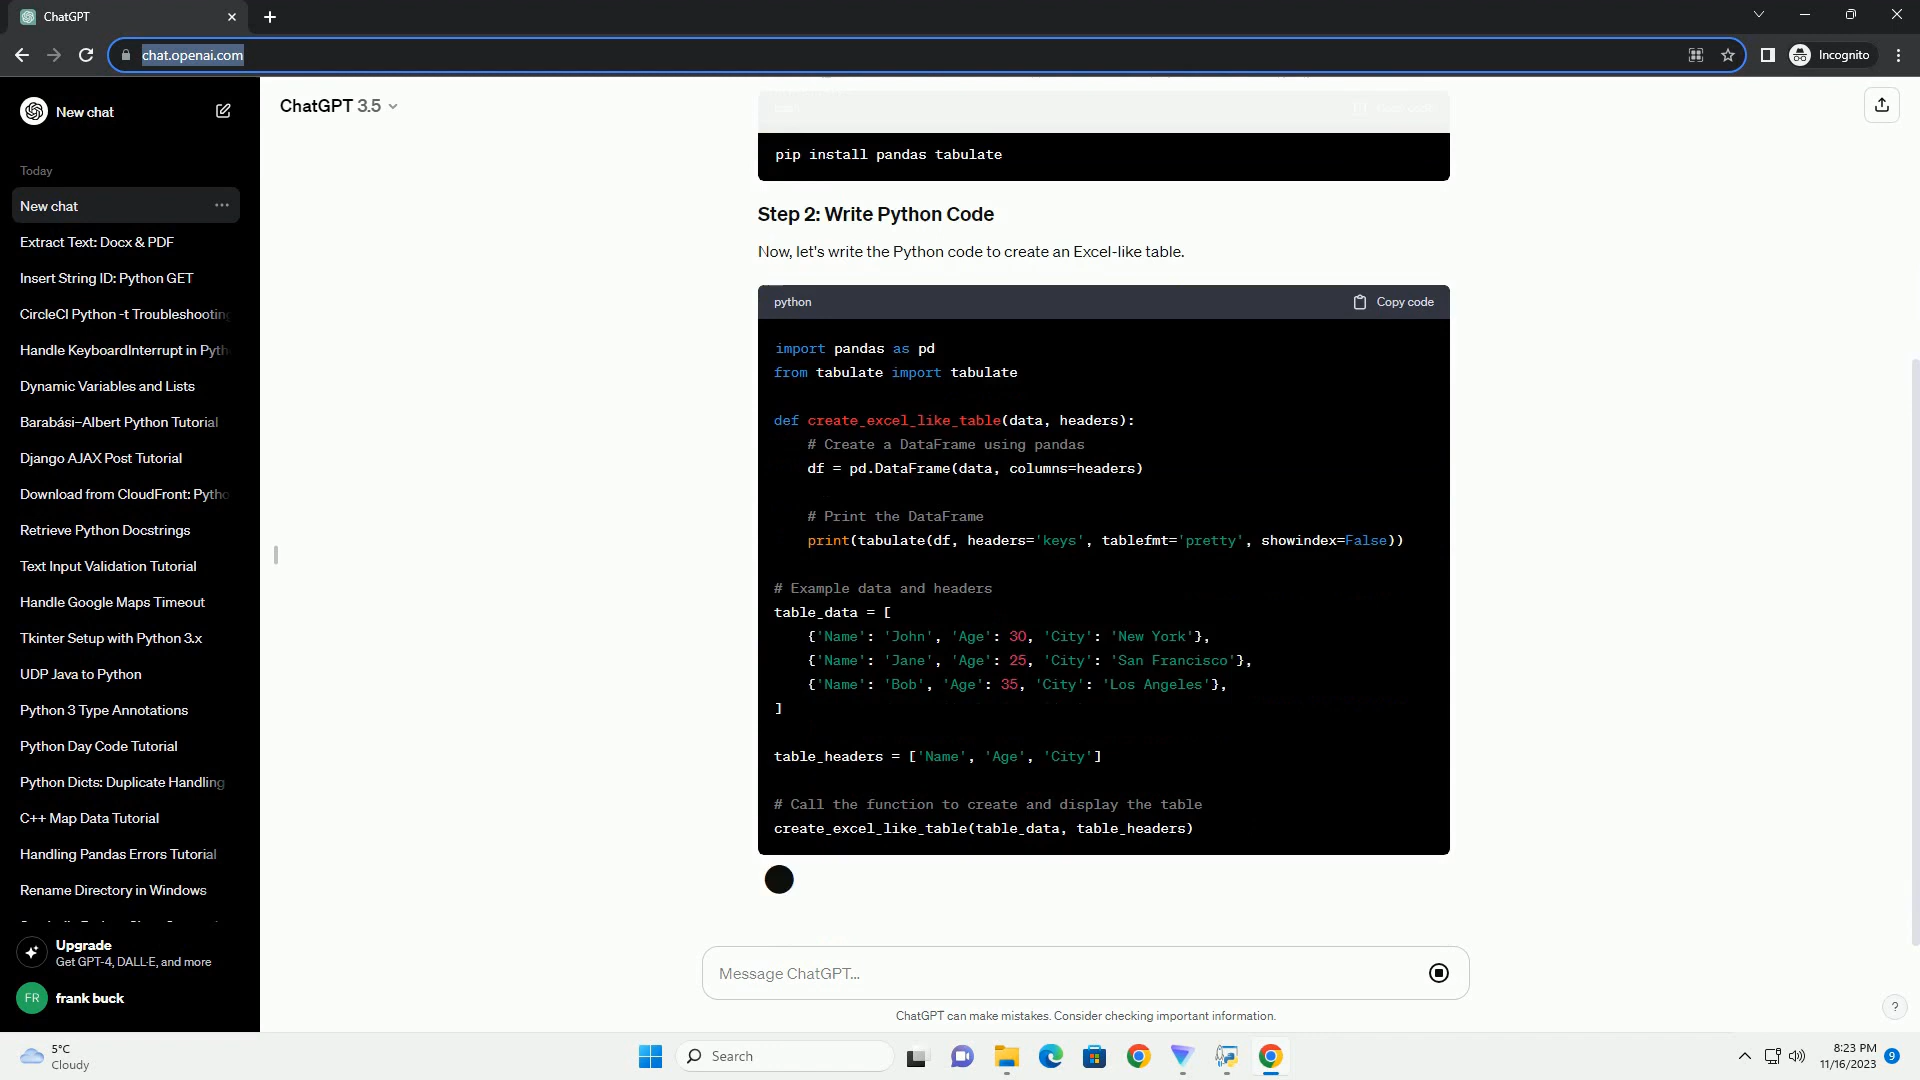 ChatGPT
chat.openai.com
Incognito
New chat
ChatGPT 3.5
Today
New chat
Extract Text: Docx & PDF
Insert String ID: Python GET
CircleCI Python -t Troubleshooting
Handle KeyboardInterrupt in Pyth
Dynamic Variables and Lists
Barabási–Albert Python Tutorial
Django AJAX Post Tutorial
Download from CloudFront: Pytho
Retrieve Python Docstrings
Text Input Validation Tutorial
Handle Google Maps Timeout
Tkinter Setup with Python 3.x
UDP Java to Python
Python 3 Type Annotations
Python Day Code Tutorial
Python Dicts: Duplicate Handling
C++ Map Data Tutorial
Handling Pandas Errors Tutorial
Rename Directory in Windows
Upgrade
Get GPT-4, DALL·E, and more
FR
frank buck
pip install pandas tabulate
Step 2: Write Python Code
Now, let's write the Python code to create an Excel-like table.
python
Copy code
import pandas as pd
from tabulate import tabulate
def create_excel_like_table(data, headers):
# Create a DataFrame using pandas
df = pd.DataFrame(data, columns=headers)
# Print the DataFrame
print(tabulate(df, headers='keys', tablefmt='pretty', showindex=False))
# Example data and headers
table_data = [
{'Name': 'John', 'Age': 30, 'City': 'New York'},
{'Name': 'Jane', 'Age': 25, 'City': 'San Francisco'},
{'Name': 'Bob', 'Age': 35, 'City': 'Los Angeles'},
]
table_headers = ['Name', 'Age', 'City']
# Call the function to create and display the table
create_excel_like_table(table_data, table_headers)
Message ChatGPT...
ChatGPT can make mistakes. Consider checking important information.
?
5°C
Cloudy
Search
8:23 PM
11/16/2023
9